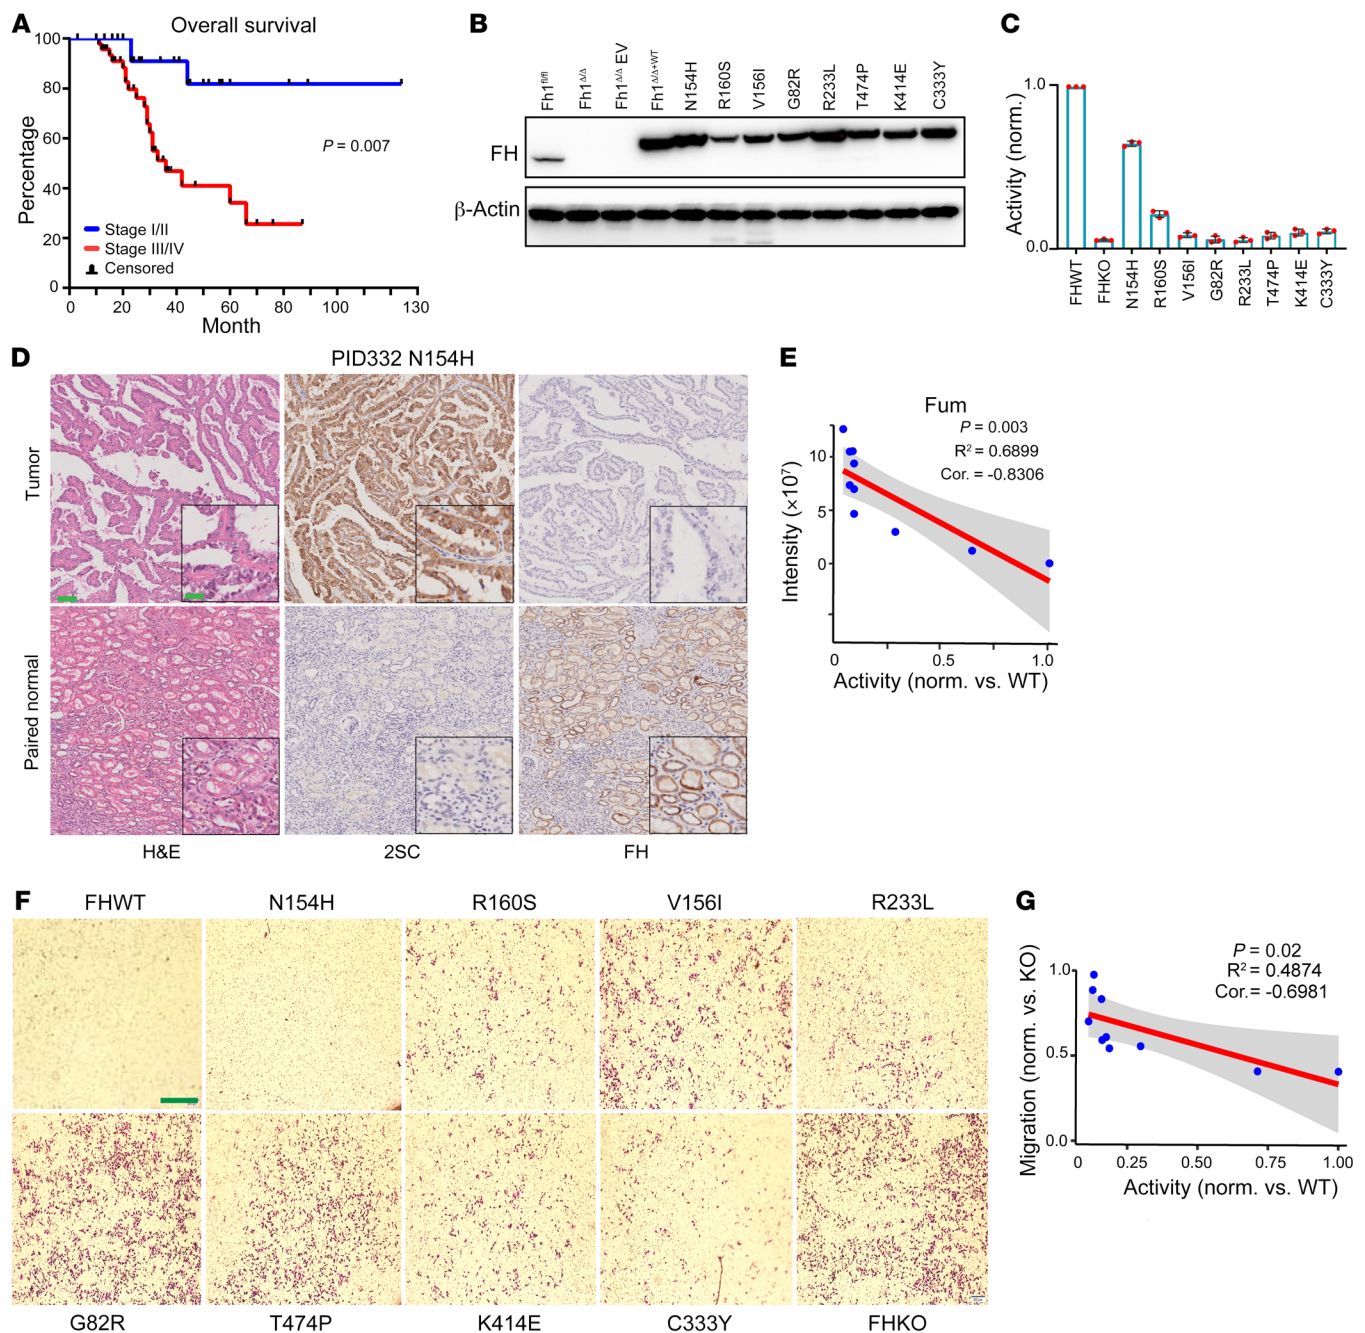 A
Overall survival
Percentage
100
80
60
40
20
0
P = 0.007
Stage I/II
Stage III/IV
Censored
0 20 40 60 80 100 130
Month
B
Fh1fl/fl
Fh1Δ/Δ
Fh1Δ/Δ EV
Fh1Δ/Δ+WT
N154H
R160S
V156I
G82R
R233L
T474P
K414E
C333Y
FH
β-Actin
C
Activity (norm.)
1.0
0.0
FHWT
FHKO
N154H
R160S
V156I
G82R
R233L
T474P
K414E
C333Y
D
PID332 N154H
Tumor
Paired normal
H&E 2SC FH
E
Fum
P = 0.003
R2 = 0.6899
Cor. = -0.8306
Intensity (×10⁷)
10
5
0
0 0.5 1.0
Activity (norm. vs. WT)
F
FHWT N154H R160S V156I R233L
G82R T474P K414E C333Y FHKO
G
P = 0.02
R2 = 0.4874
Cor.= -0.6981
Migration (norm. vs. KO)
1.0
0.5
0.0
0 0.25 0.50 0.75 1.00
Activity (norm. vs. WT)